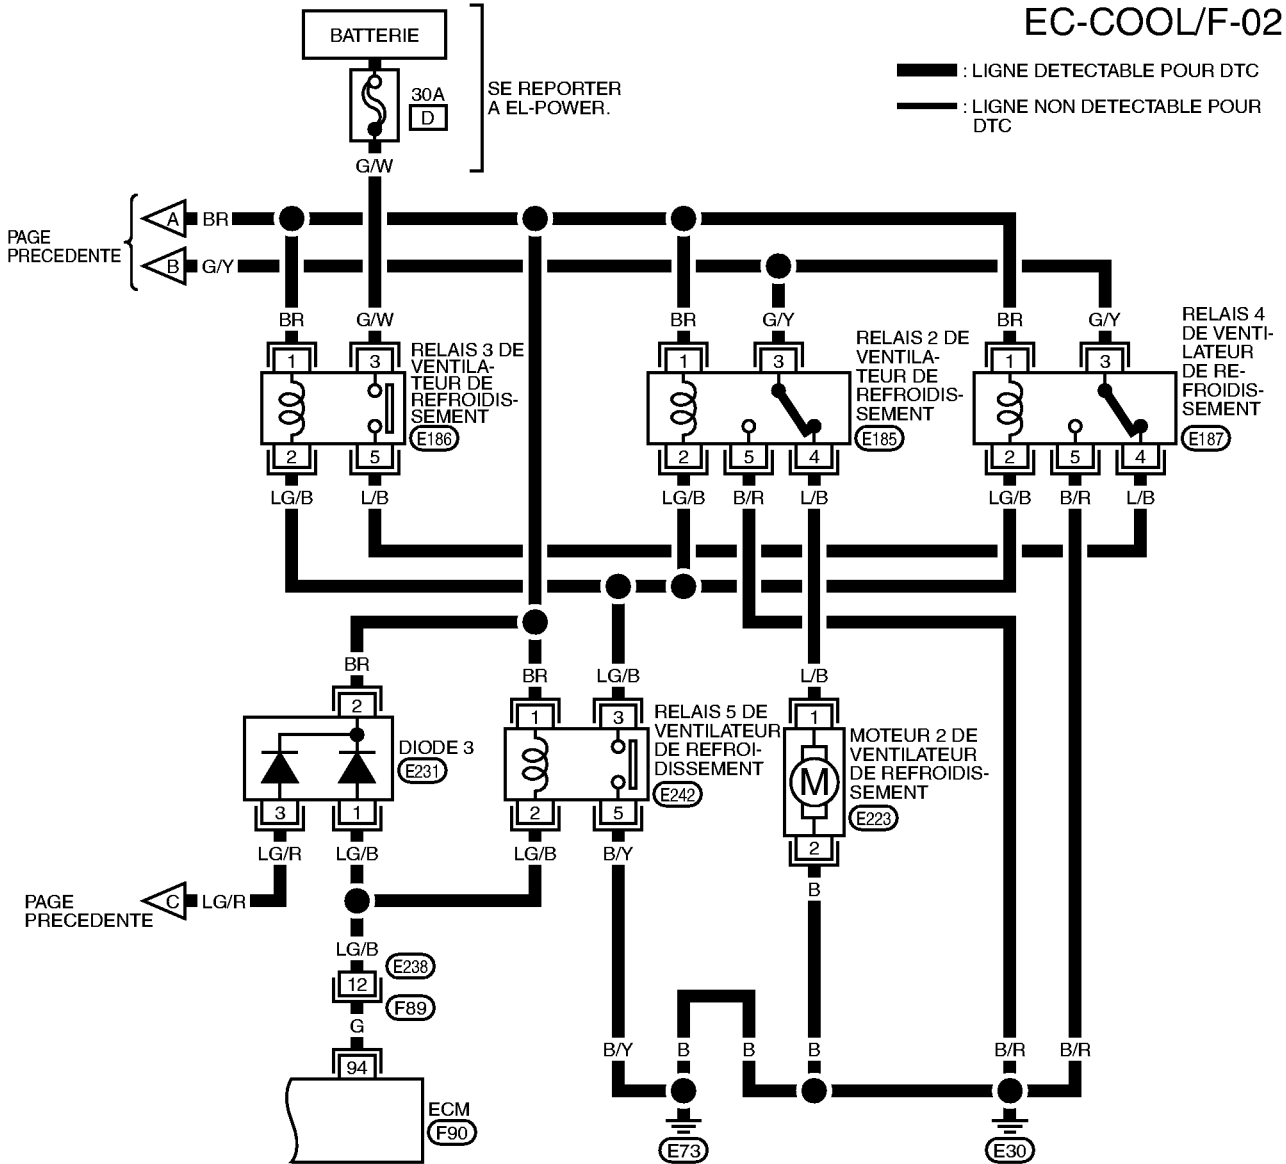 EC-COOL/F-02
BATTERIE
: LIGNE DETECTABLE POUR DTC
30A
D
SE REPORTER
A EL-POWER.
: LIGNE NON DETECTABLE POUR
DTC
G/W
PAGE
PRECEDENTE
A BR
B G/Y
BR G/W BR G/Y BR G/Y
1 3 1 3 1 3
RELAIS 3 DE
VENTILA-
TEUR DE
REFROIDIS-
SEMENT
E186
RELAIS 2 DE
VENTILA-
TEUR DE
REFROIDIS-
SEMENT
E185
RELAIS 4
DE VENTI-
LATEUR
DE RE-
FROIDIS-
SEMENT
E187
2 5 2 5 4 2 5 4
LG/B L/B LG/B B/R L/B LG/B B/R L/B
BR BR LG/B L/B
2 1 3 1
DIODE 3
E231
RELAIS 5 DE
VENTILATEUR
DE REFROI-
DISSEMENT
E242
M
MOTEUR 2 DE
VENTILATEUR
DE REFROIDIS-
SEMENT
E223
3 1 2 5 2
LG/R LG/B LG/B B/Y B
PAGE
PRECEDENTE
C LG/R
LG/B
E238
12
F89
G
94
ECM
F90
B/Y B B B B/R B/R
E73 E30